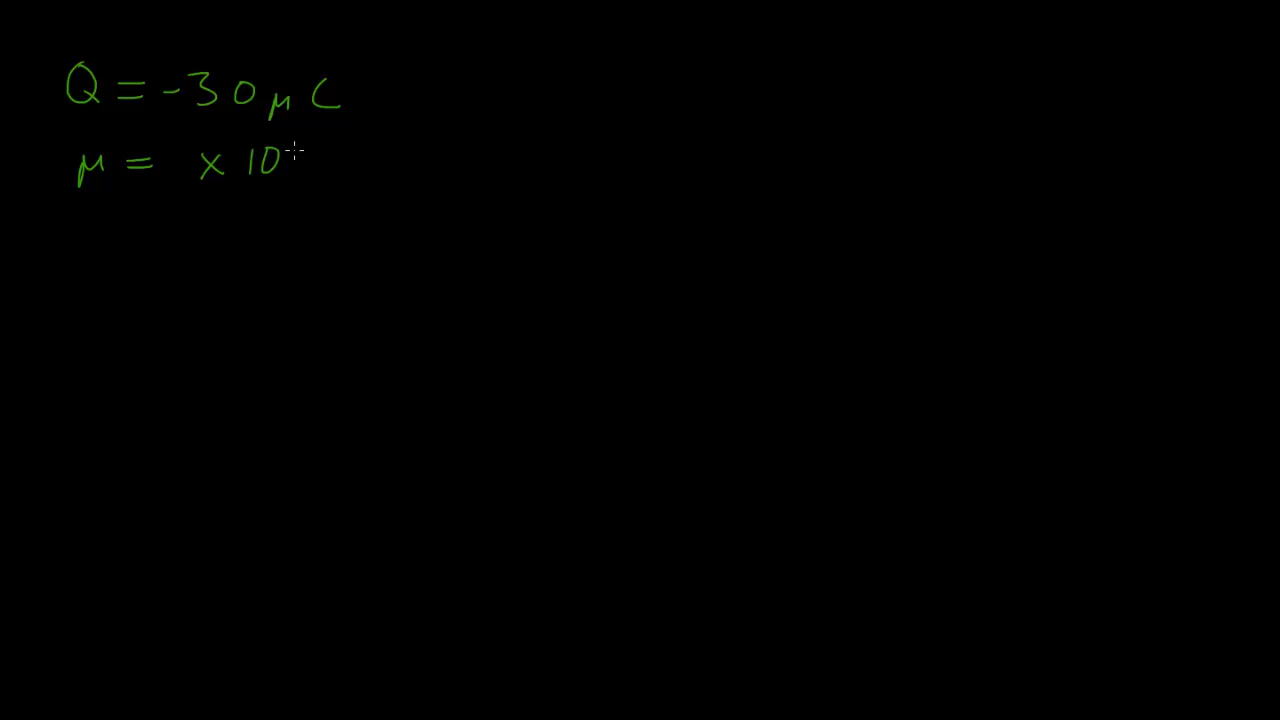 Q = -30 μC
μ = x 10